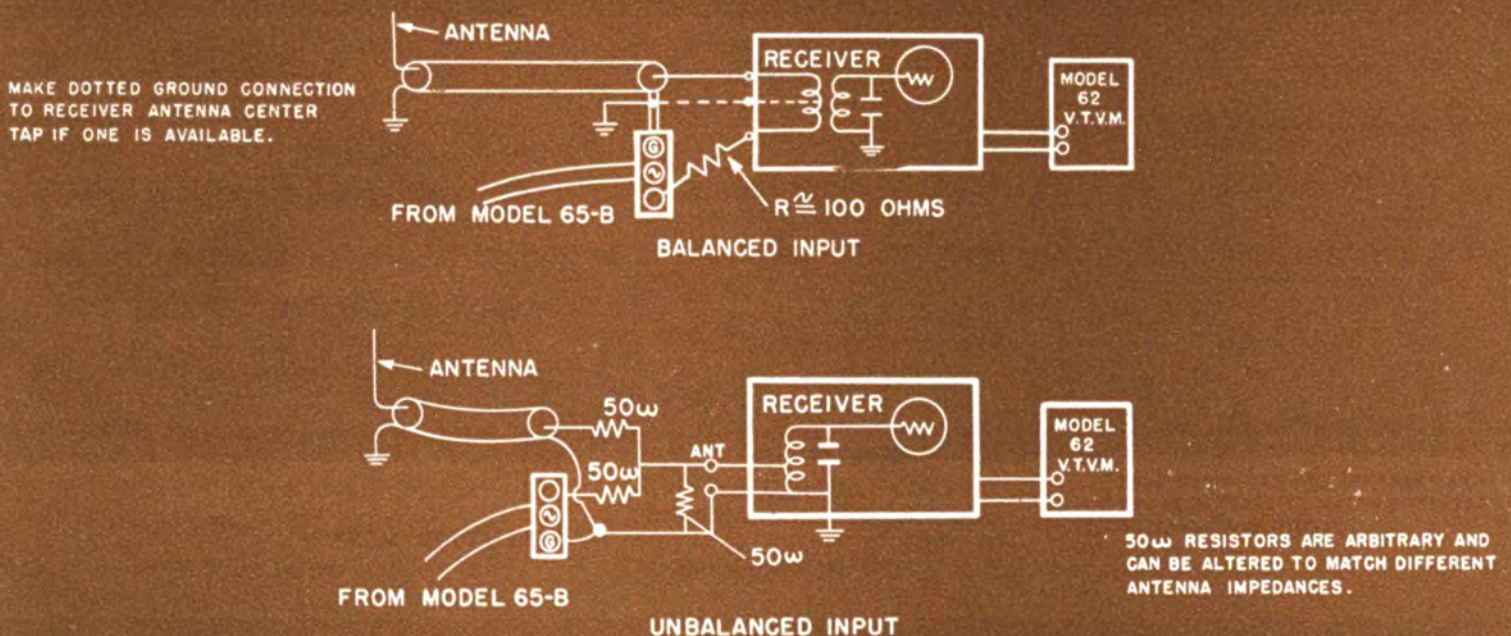 ANTENNA
MAKE DOTTED GROUND CONNECTION
TO RECEIVER ANTENNA CENTER
TAP IF ONE IS AVAILABLE.
RECEIVER
MODEL
62
V.T.V.M.
G
FROM MODEL 65-B
R≅100 OHMS
BALANCED INPUT
ANTENNA
50ω
50ω
ANT
RECEIVER
MODEL
62
V.T.V.M.
G
50ω
FROM MODEL 65-B
50ω RESISTORS ARE ARBITRARY AND
CAN BE ALTERED TO MATCH DIFFERENT
ANTENNA IMPEDANCES.
UNBALANCED INPUT